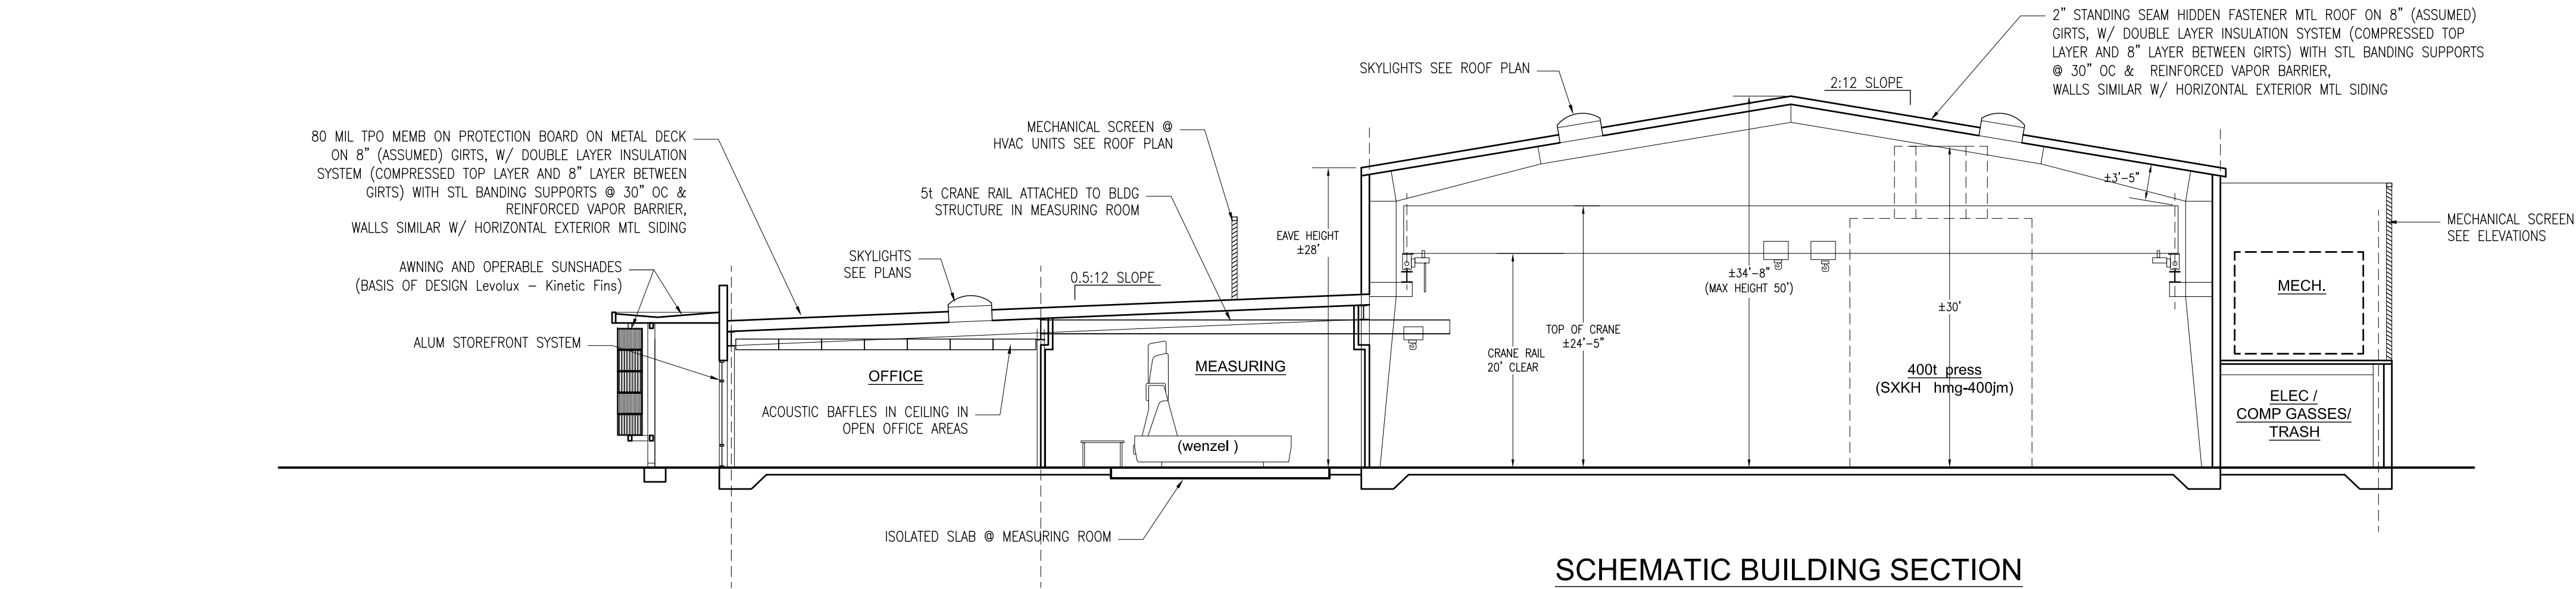 2" STANDING SEAM HIDDEN FASTENER MTL ROOF ON 8" (ASSUMED)
GIRTS, W/ DOUBLE LAYER INSULATION SYSTEM (COMPRESSED TOP
LAYER AND 8" LAYER BETWEEN GIRTS) WITH STL BANDING SUPPORTS
@ 30" OC & REINFORCED VAPOR BARRIER,
WALLS SIMILAR W/ HORIZONTAL EXTERIOR MTL SIDING
SKYLIGHTS SEE ROOF PLAN
2:12 SLOPE
MECHANICAL SCREEN @
HVAC UNITS SEE ROOF PLAN
80 MIL TPO MEMB ON PROTECTION BOARD ON METAL DECK
ON 8" (ASSUMED) GIRTS, W/ DOUBLE LAYER INSULATION
SYSTEM (COMPRESSED TOP LAYER AND 8" LAYER BETWEEN
GIRTS) WITH STL BANDING SUPPORTS @ 30" OC &
REINFORCED VAPOR BARRIER,
WALLS SIMILAR W/ HORIZONTAL EXTERIOR MTL SIDING
5t CRANE RAIL ATTACHED TO BLDG
STRUCTURE IN MEASURING ROOM
±3'-5"
MECHANICAL SCREEN
SEE ELEVATIONS
EAVE HEIGHT
±28'
SKYLIGHTS
SEE PLANS
AWNING AND OPERABLE SUNSHADES
(BASIS OF DESIGN Levolux - Kinetic Fins)
0.5:12 SLOPE
±34'-8"
(MAX HEIGHT 50')
MECH.
±30'
TOP OF CRANE
±24'-5"
ALUM STOREFRONT SYSTEM
CRANE RAIL
20' CLEAR
OFFICE
MEASURING
400t press
(SXKH hmg-400jm)
ELEC /
COMP GASSES/
TRASH
ACOUSTIC BAFFLES IN CEILING IN
OPEN OFFICE AREAS
(wenzel )
ISOLATED SLAB @ MEASURING ROOM
SCHEMATIC BUILDING SECTION